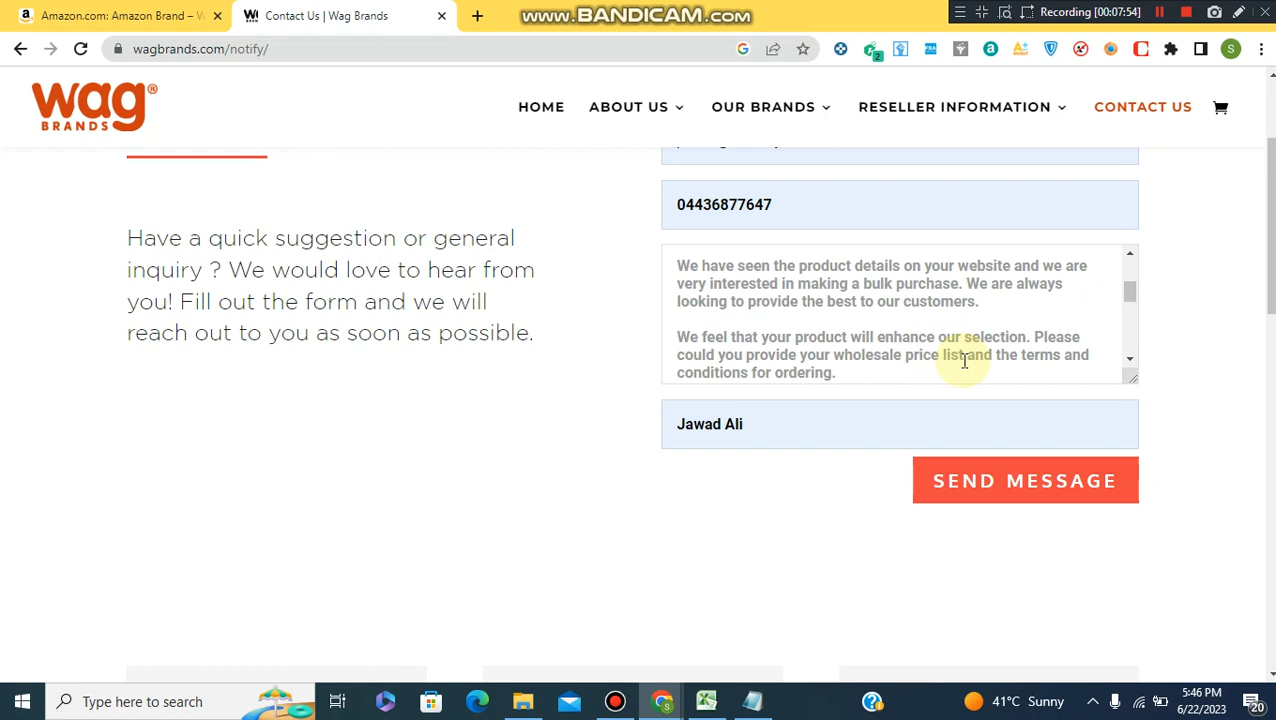 Amazon.com: Amazon Brand – W
Contact Us | Wag Brands
www.BANDICAM.com
Recording [00:07:54]
wagbrands.com/notify/
wag®
BRANDS
HOME
ABOUT US
OUR BRANDS
RESELLER INFORMATION
CONTACT US
04436877647
Have a quick suggestion or general
inquiry ? We would love to hear from
you! Fill out the form and we will
reach out to you as soon as possible.
We have seen the product details on your website and we are
very interested in making a bulk purchase. We are always
looking to provide the best to our customers.
We feel that your product will enhance our selection. Please
could you provide your wholesale price list and the terms and
conditions for ordering.
Jawad Ali
SEND MESSAGE
Type here to search
41°C Sunny
5:46 PM
6/22/2023
20